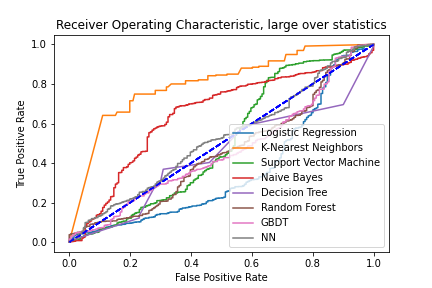 Receiver Operating Characteristic, large over statistics
1.0
0.8
0.6
0.4
0.2
0.0
True Positive Rate
Logistic Regression
K-Nearest Neighbors
Support Vector Machine
Naive Bayes
Decision Tree
Random Forest
GBDT
NN
0.0 0.2 0.4 0.6 0.8 1.0
False Positive Rate